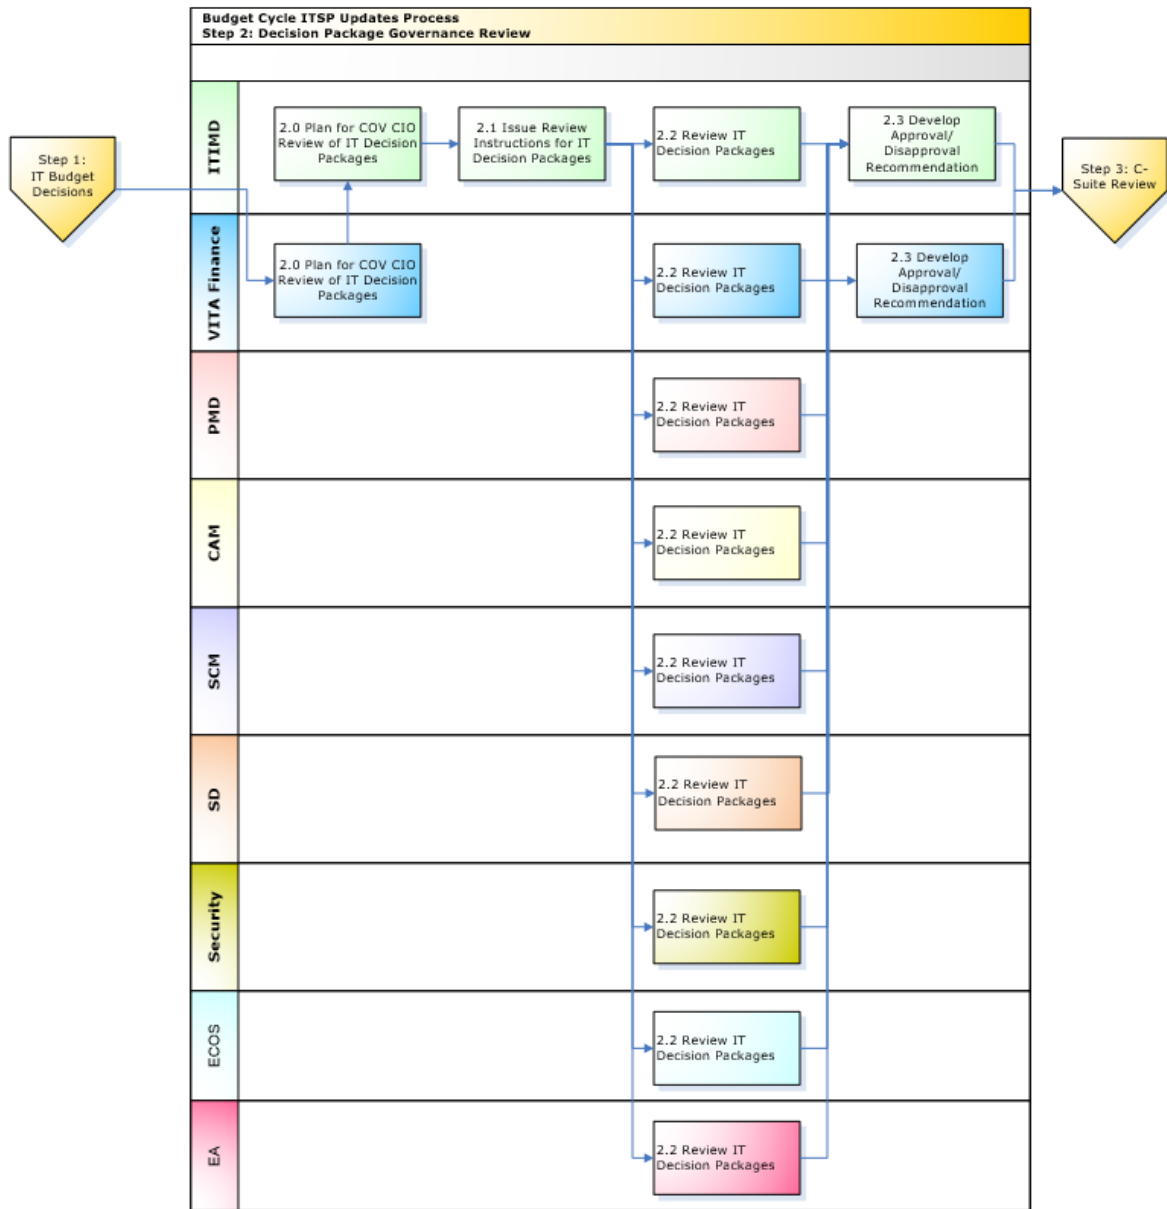 Budget Cycle ITSP Updates Process
Step 2: Decision Package Governance Review
Step 1:
IT Budget
Decisions
ITIMD
2.0 Plan for COV CIO
Review of IT Decision
Packages
2.1 Issue Review
Instructions for IT
Decision Packages
2.2 Review IT
Decision Packages
2.3 Develop
Approval/
Disapproval
Recommendation
Step 3: C-
Suite Review
VITA Finance
2.0 Plan for COV CIO
Review of IT Decision
Packages
2.2 Review IT
Decision Packages
2.3 Develop
Approval/
Disapproval
Recommendation
PMD
2.2 Review IT
Decision Packages
CAM
2.2 Review IT
Decision Packages
SCM
2.2 Review IT
Decision Packages
SD
2.2 Review IT
Decision Packages
Security
2.2 Review IT
Decision Packages
ECOS
2.2 Review IT
Decision Packages
EA
2.2 Review IT
Decision Packages